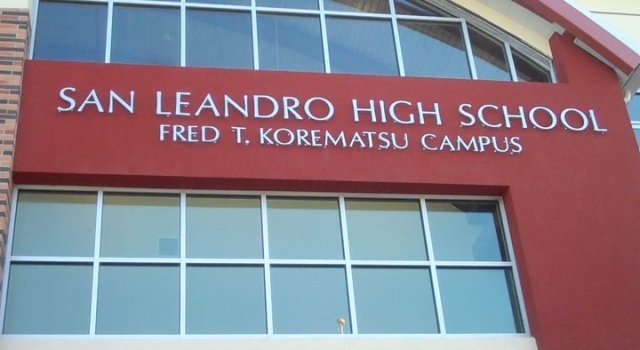 SAN LEANDRO HIGH SCHOOL
FRED T. KOREMATSU CAMPUS